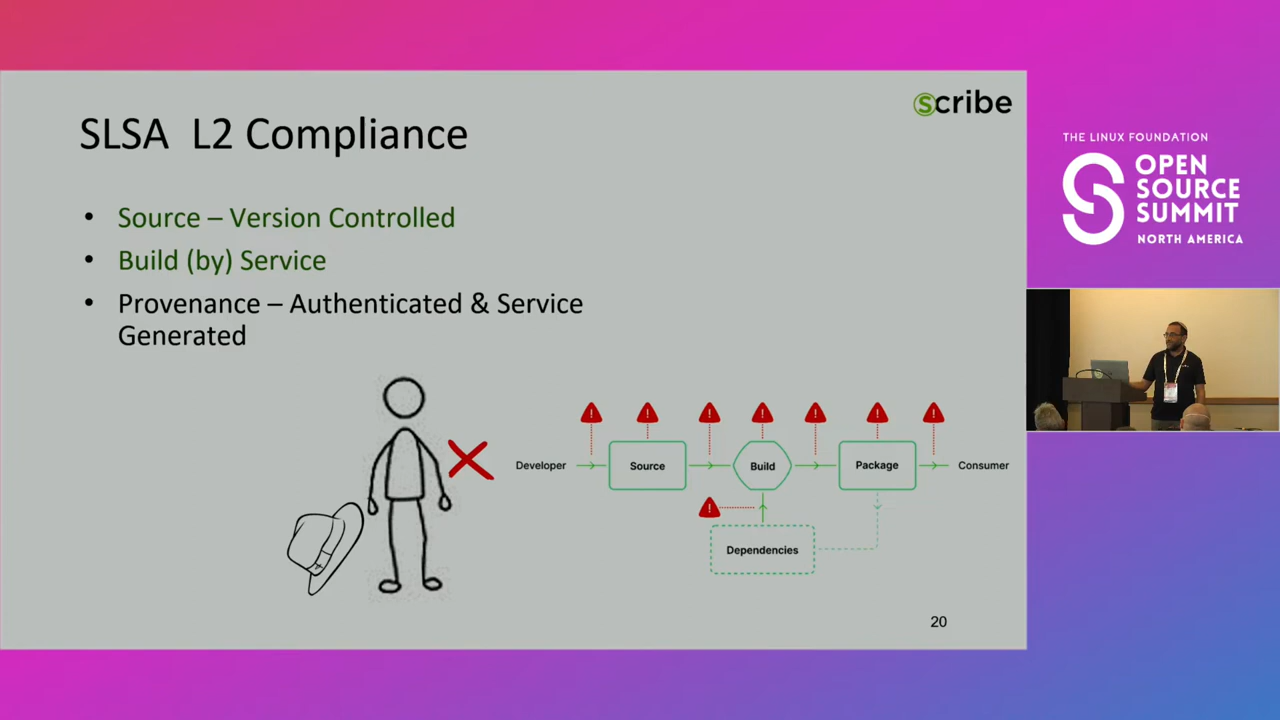 scribe
SLSA  L2 Compliance
• Source – Version Controlled
• Build (by) Service
• Provenance – Authenticated & Service
Generated
Developer
Source
Build
Package
Consumer
Dependencies
20
THE LINUX FOUNDATION
OPEN
SOURCE
SUMMIT
NORTH AMERICA